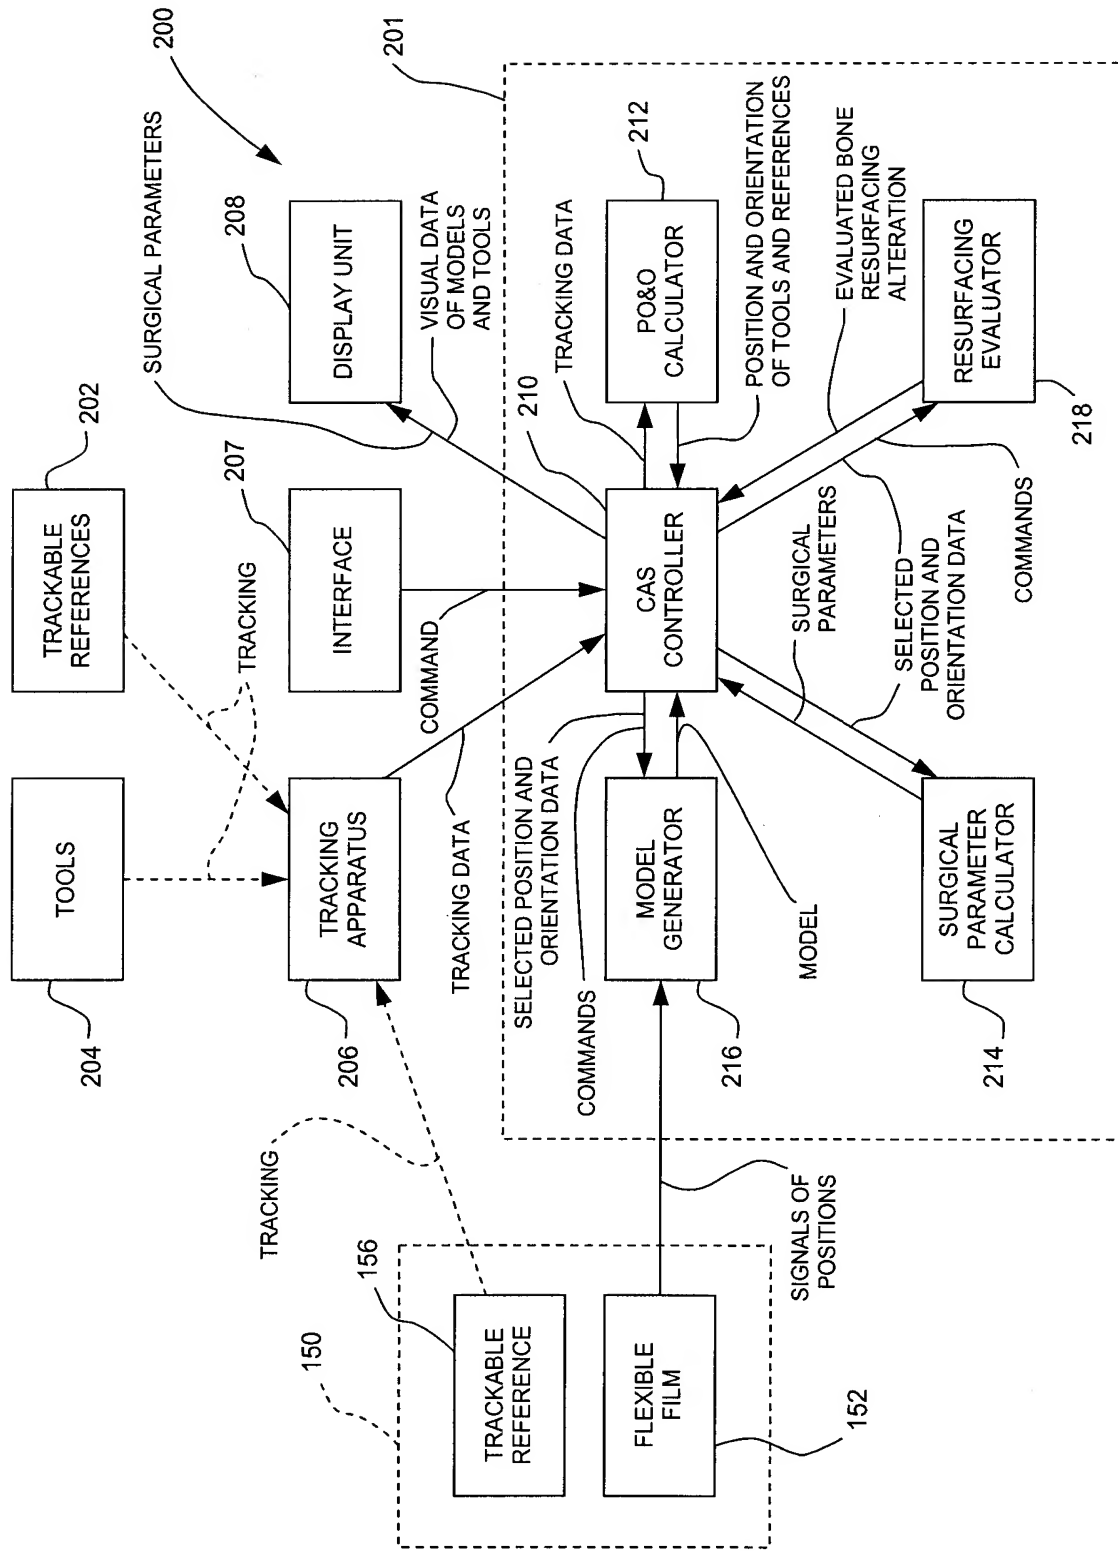 200
201
SURGICAL PARAMETERS
208
DISPLAY UNIT
VISUAL DATA
OF MODELS
AND TOOLS
212
TRACKING DATA
PO&O
CALCULATOR
POSITION AND ORIENTATION
OF TOOLS AND REFERENCES
EVALUATED BONE
RESURFACING
ALTERATION
RESURFACING
EVALUATOR
218
COMMANDS
202
TRACKABLE
REFERENCES
TRACKING
207
INTERFACE
COMMAND
210
CAS
CONTROLLER
SURGICAL
PARAMETERS
SELECTED
POSITION AND
ORIENTATION DATA
TOOLS
204
TRACKING
APPARATUS
206
TRACKING DATA
SELECTED POSITION AND
ORIENTATION DATA
COMMANDS
MODEL
GENERATOR
216
MODEL
SURGICAL
PARAMETER
CALCULATOR
214
TRACKING
SIGNALS OF
POSITIONS
150
156
TRACKABLE
REFERENCE
FLEXIBLE
FILM
152